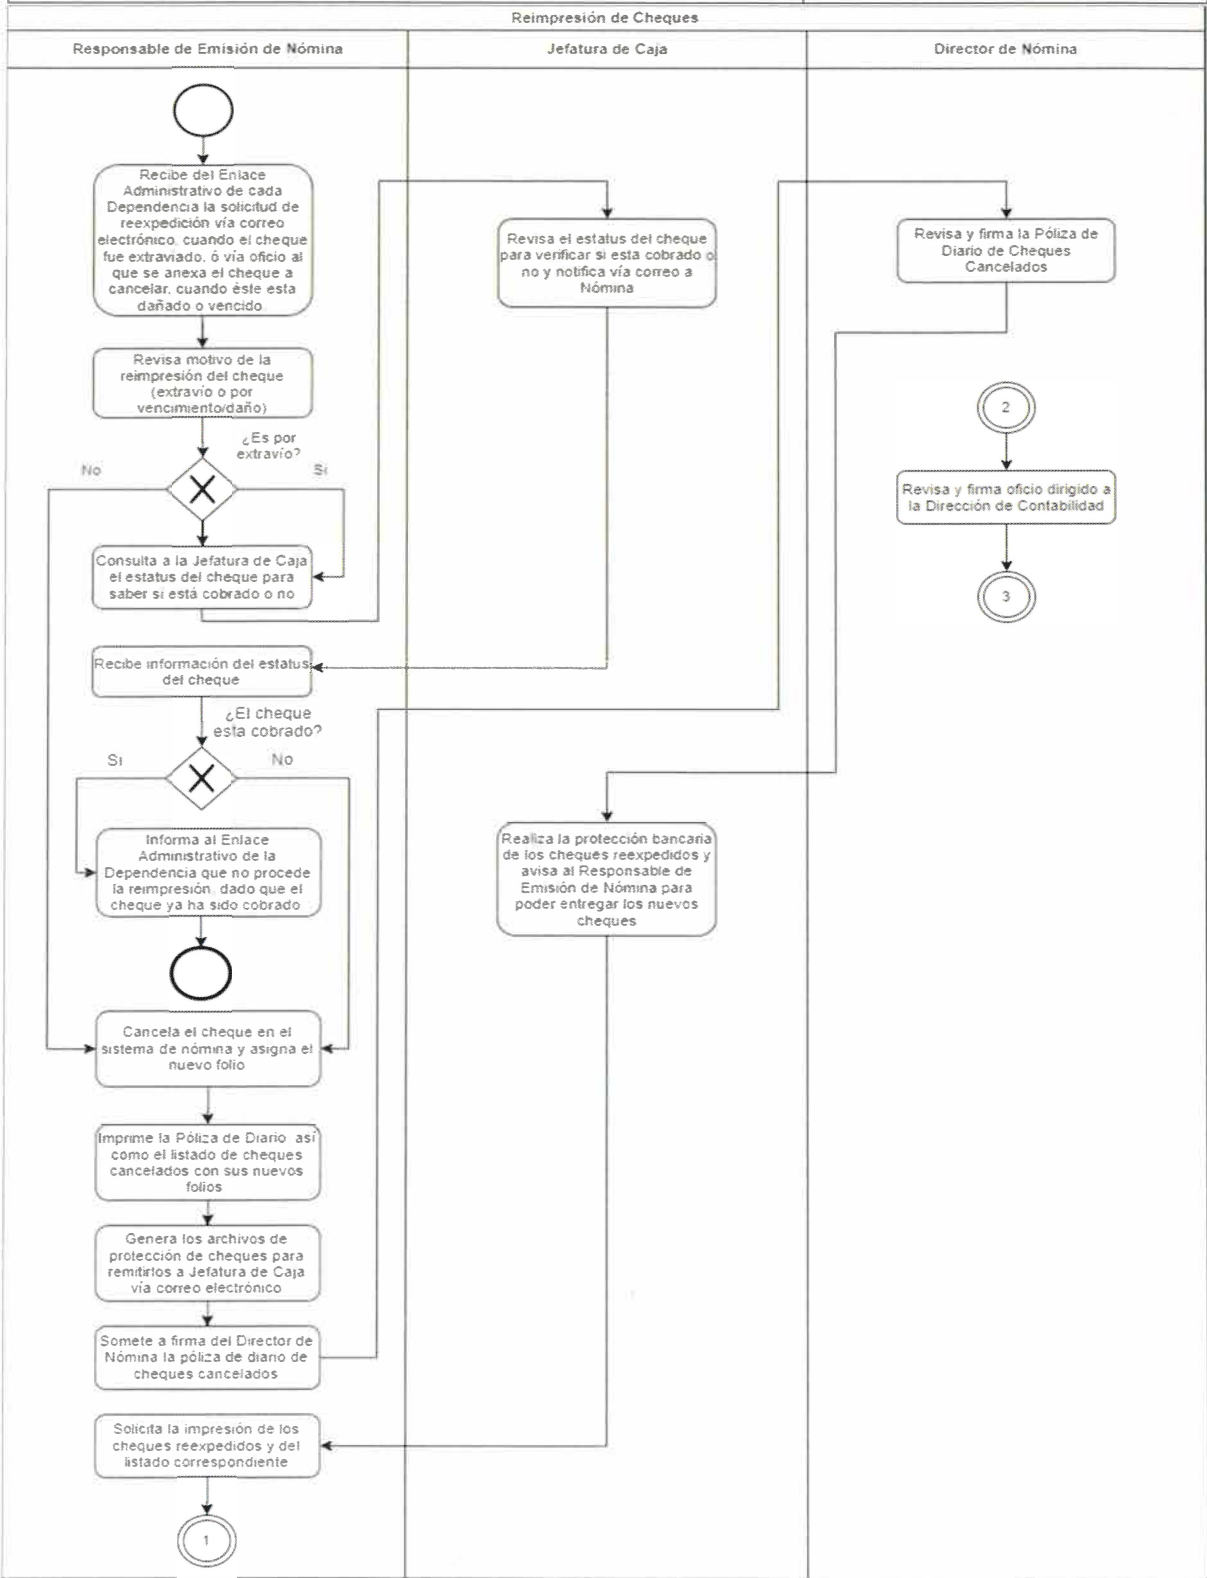 Reimpresión de Cheques
Responsable de Emisión de Nómina
Jefatura de Caja
Director de Nómina
Recibe del Enlace
Administrativo de cada
Dependencia la solicitud de
reexpedición vía correo
electrónico, cuando el cheque
fue extraviado, ó vía oficio al
que se anexa el cheque a
cancelar, cuando éste esta
dañado o vencido
Revisa motivo de la
reimpresión del cheque
(extravío o por
vencimiento/daño)
¿Es por
extravío?
No
Si
Consulta a la Jefatura de Caja
el estatus del cheque para
saber si está cobrado o no
Recibe información del estatus
del cheque
¿El cheque
esta cobrado?
Si
No
Informa al Enlace
Administrativo de la
Dependencia que no procede
la reimpresión, dado que el
cheque ya ha sido cobrado
Cancela el cheque en el
sistema de nómina y asigna el
nuevo folio
Imprime la Póliza de Diario así
como el listado de cheques
cancelados con sus nuevos
folios
Genera los archivos de
protección de cheques para
remitirlos a Jefatura de Caja
vía correo electrónico
Somete a firma del Director de
Nómina la póliza de diario de
cheques cancelados
Solicita la impresión de los
cheques reexpedidos y del
listado correspondiente
1
Revisa el estatus del cheque
para verificar si esta cobrado o
no y notifica vía correo a
Nómina
Realiza la protección bancaria
de los cheques reexpedidos y
avisa al Responsable de
Emisión de Nómina para
poder entregar los nuevos
cheques
Revisa y firma la Póliza de
Diario de Cheques
Cancelados
2
Revisa y firma oficio dirigido a
la Dirección de Contabilidad
3